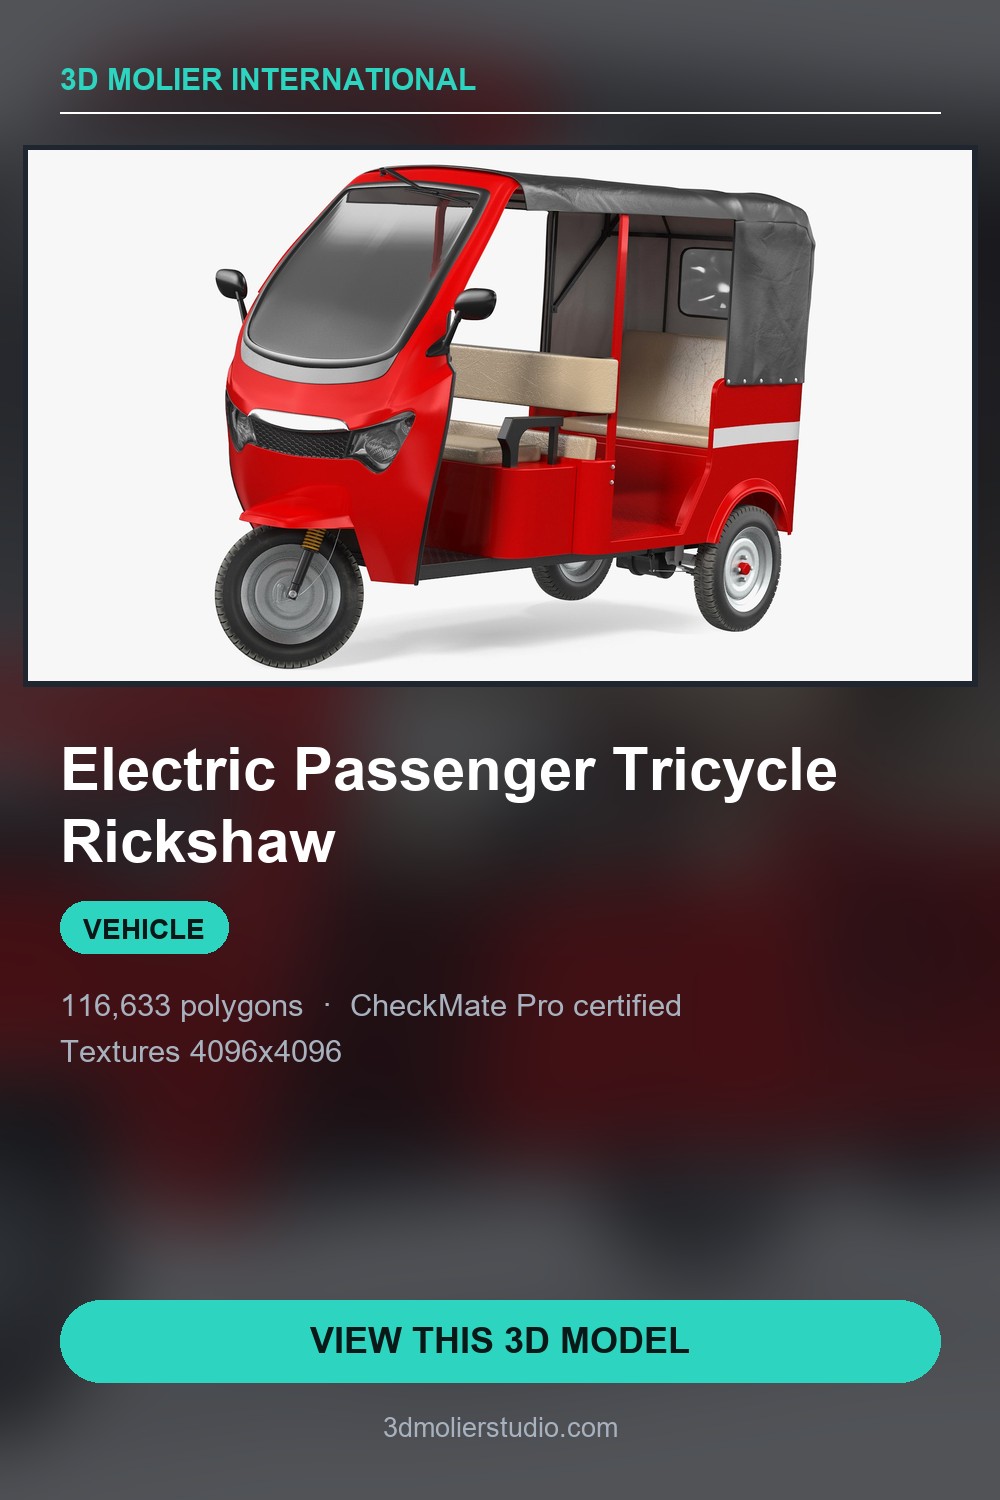 3D MOLIER INTERNATIONAL
Electric Passenger Tricycle
Rickshaw
VEHICLE
116,633 polygons · CheckMate Pro certified
Textures 4096x4096
VIEW THIS 3D MODEL
3dmolierstudio.com